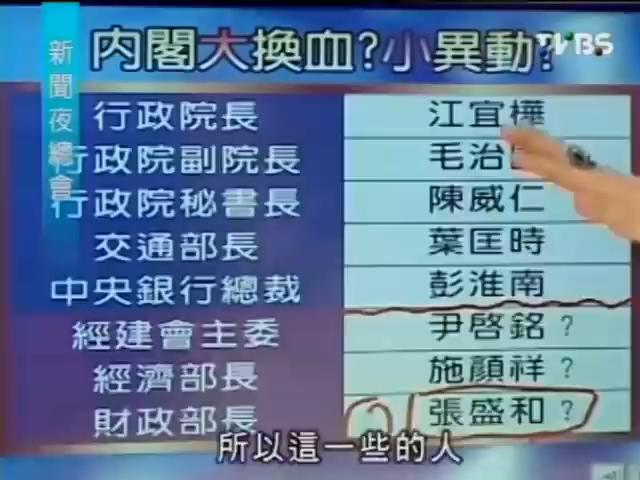 新聞夜總會
內閣大換血?小異動?
TVBS
行政院長 江宜樺
行政院副院長 毛治
行政院秘書長 陳威仁
交通部長 葉匡時
中央銀行總裁 彭淮南
經建會主委 尹啓銘?
經濟部長 施顏祥?
財政部長 張盛和?
所以這一些的人